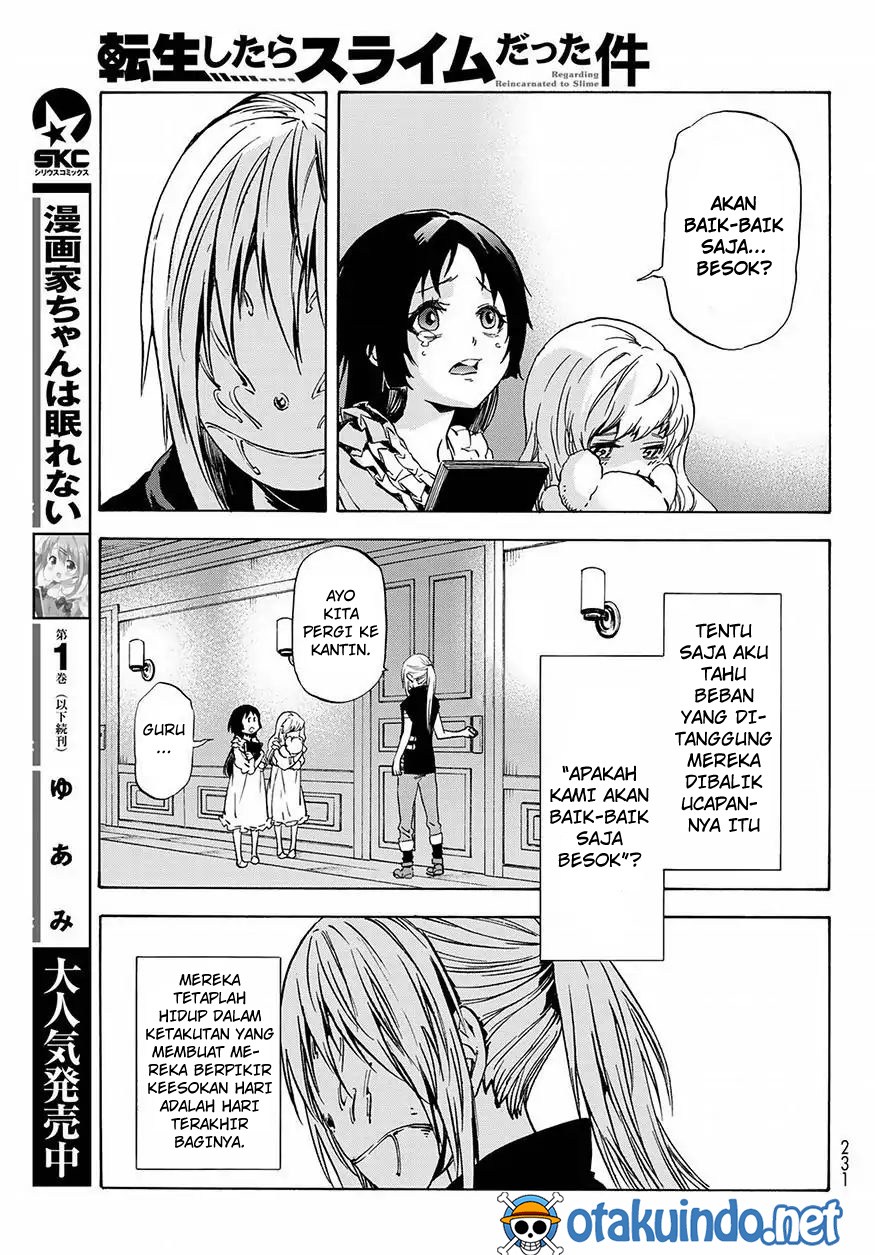 転生したらスライムだった件
Regarding
Reincarnated to Slime
SKC
シリウスコミックス
漫画家ちゃんは眠れない
第1巻(以下続刊)
ゆあみ
大人気発売中
AKAN
BAIK-BAIK
SAJA...
BESOK?
TENTU
SAJA AKU
TAHU
BEBAN
YANG DI-
TANGGUNG
MEREKA
DIBALIK
UCAPAN-
NYA ITU
"APAKAH
KAMI AKAN
BAIK-BAIK
SAJA
BESOK"?
AYO
KITA
PERGI KE
KANTIN.
GURU
...
MEREKA
TETAPLAH
HIDUP DALAM
KETAKUTAN YANG
MEMBUAT ME-
REKA BERPIKIR
KEESOKAN HARI
ADALAH HARI
TERAKHIR
BAGINYA.
231
otakuindo.net